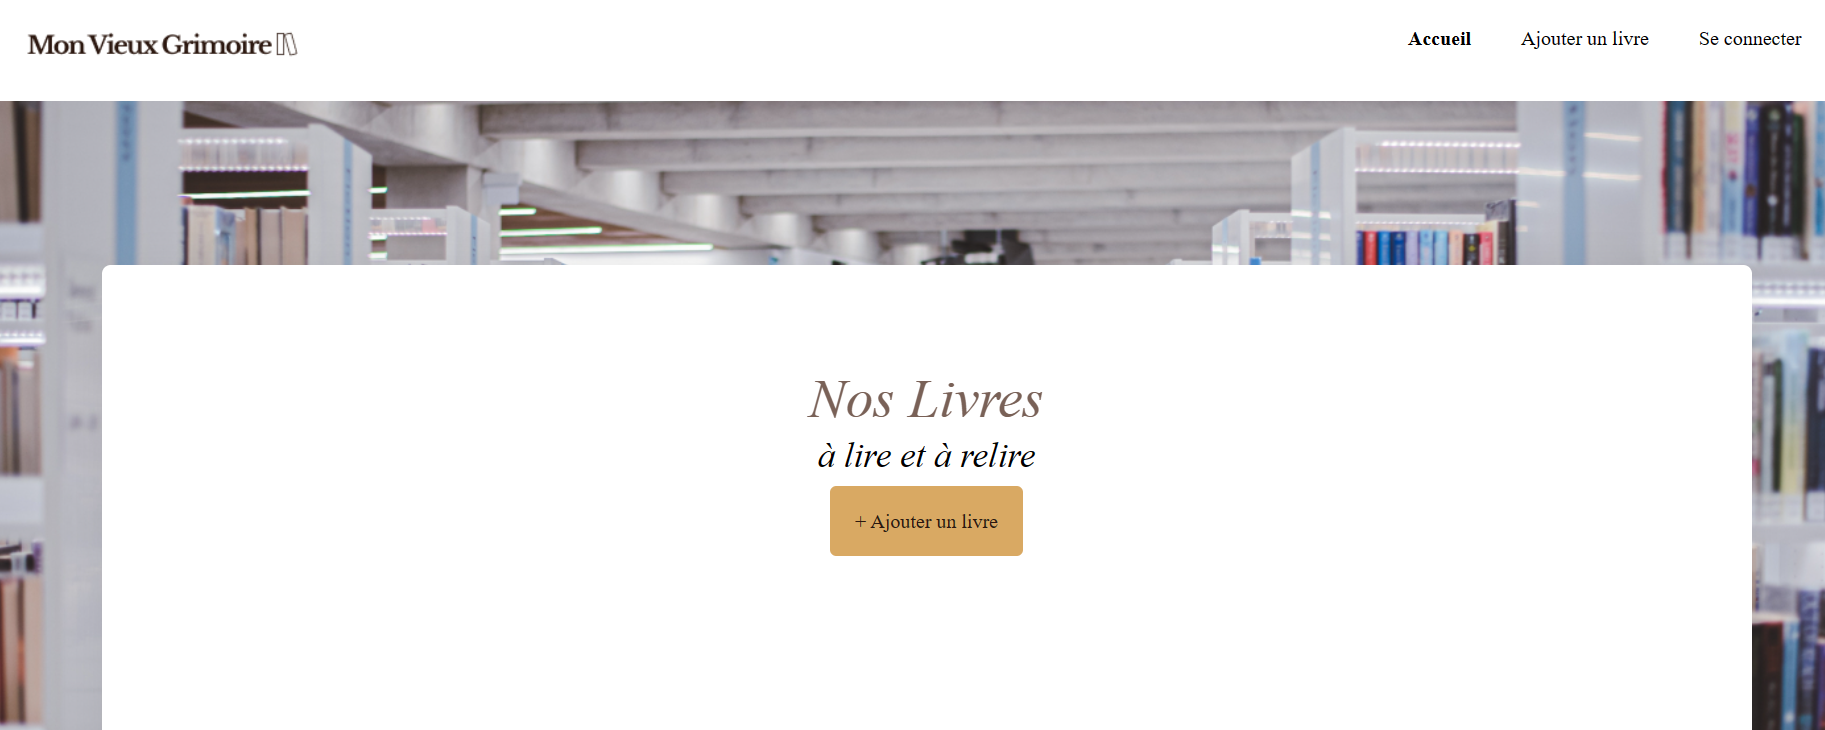 Mon Vieux Grimoire
Accueil
Ajouter un livre
Se connecter
Nos Livres
à lire et à relire
+ Ajouter un livre